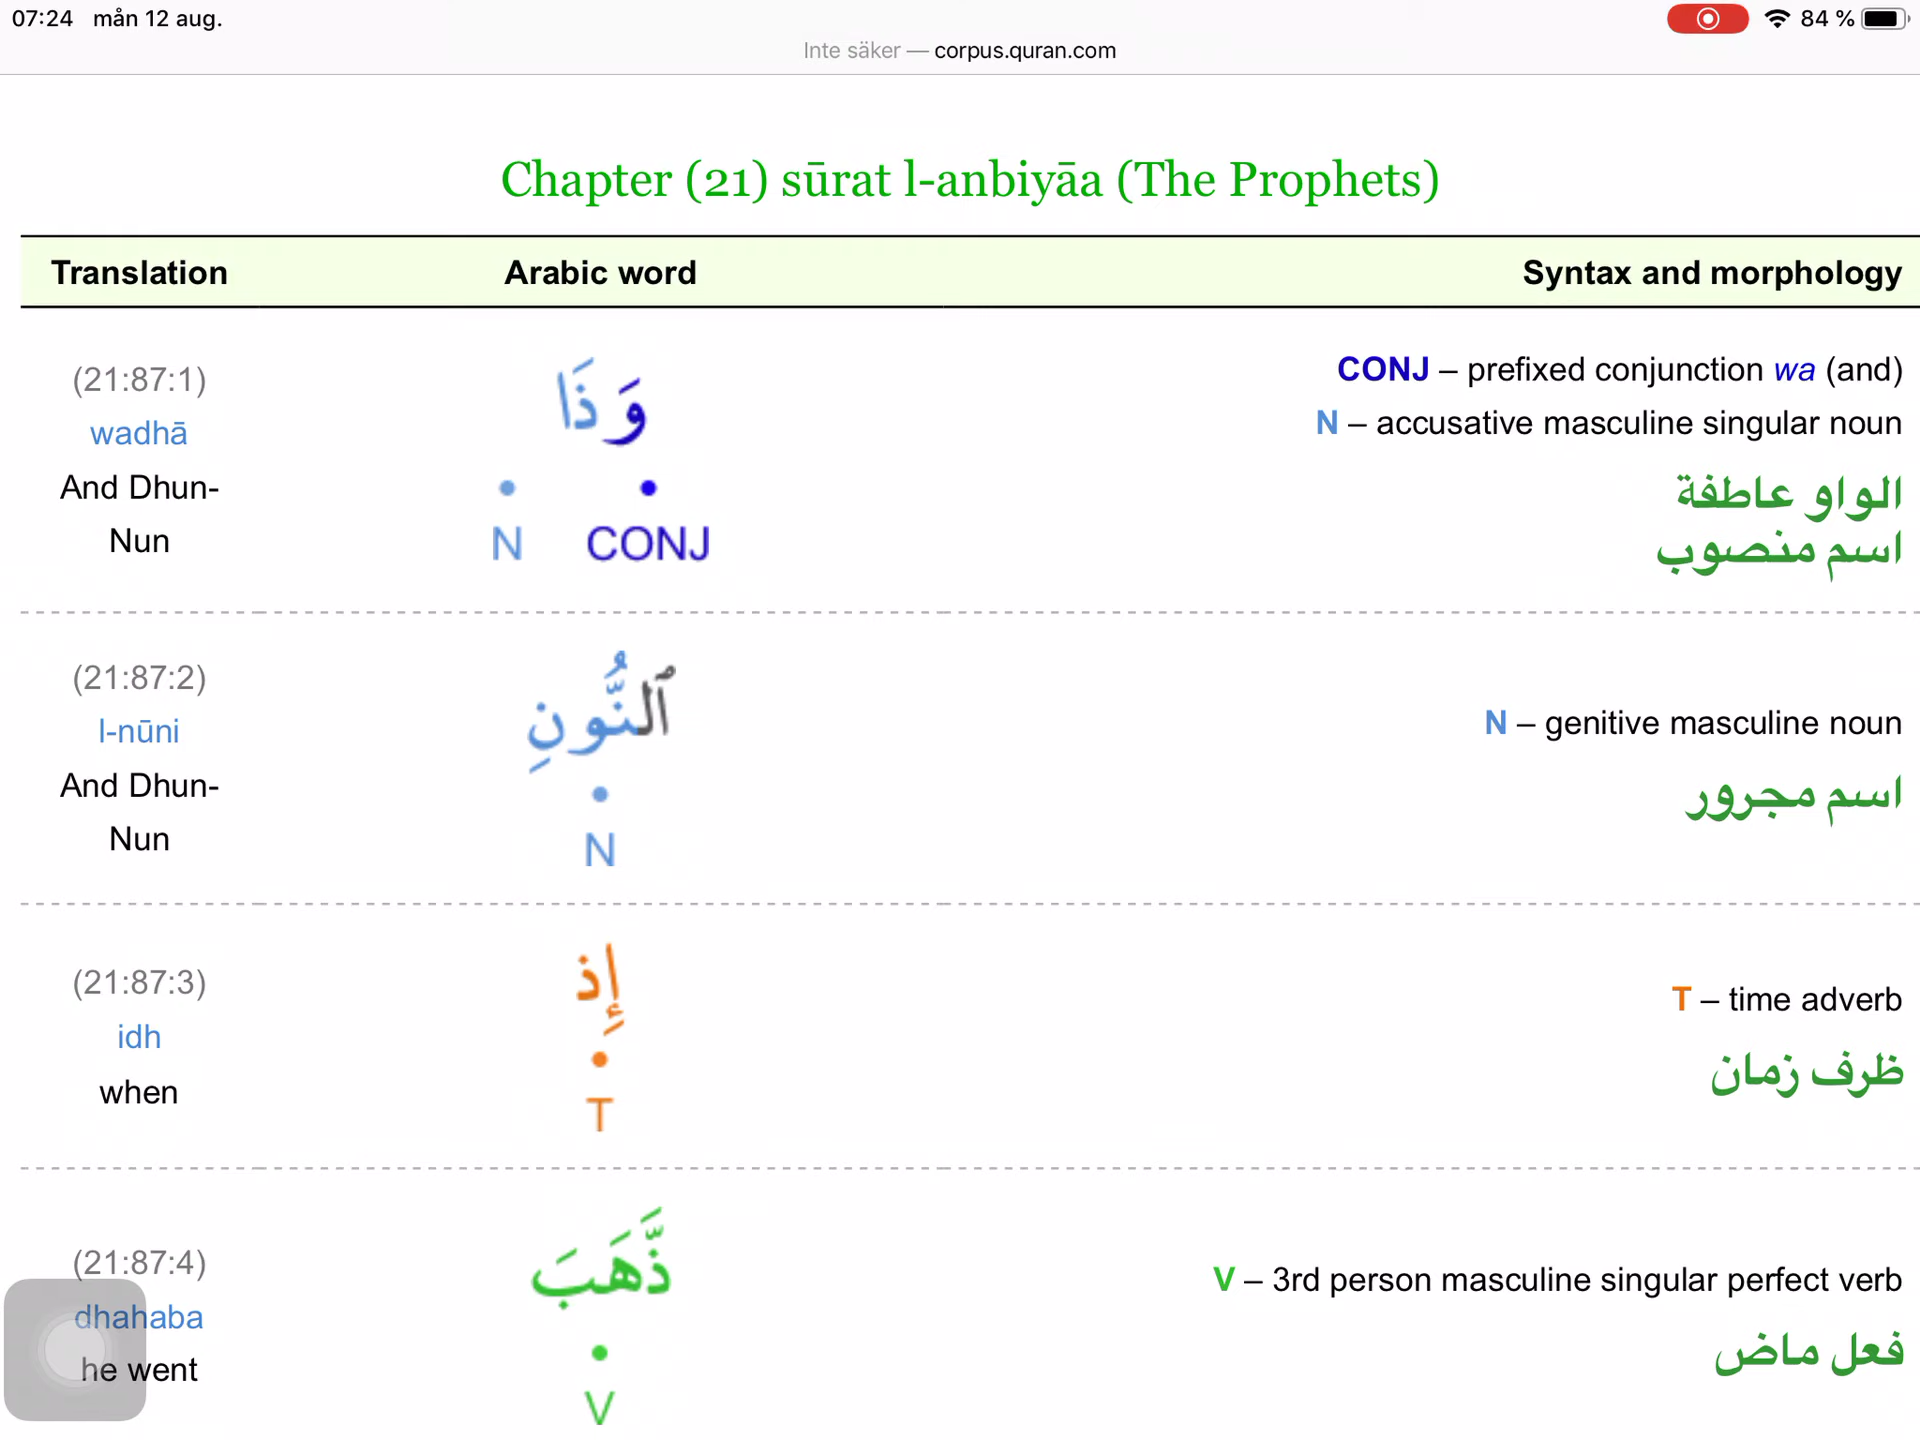 07:24 mån 12 aug.
84 %
Inte säker — corpus.quran.com
Chapter (21) sūrat l-anbiyāa (The Prophets)
Translation Arabic word Syntax and morphology
(21:87:1)
wadhā
And Dhun-
Nun
وَذَا
N CONJ
CONJ – prefixed conjunction wa (and)
N – accusative masculine singular noun
الواو عاطفة
اسم منصوب
(21:87:2)
l-nūni
And Dhun-
Nun
ٱلنُّونِ
N
N – genitive masculine noun
اسم مجرور
(21:87:3)
idh
when
إِذ
T
T – time adverb
ظرف زمان
(21:87:4)
dhahaba
he went
ذَّهَبَ
V
V – 3rd person masculine singular perfect verb
فعل ماض